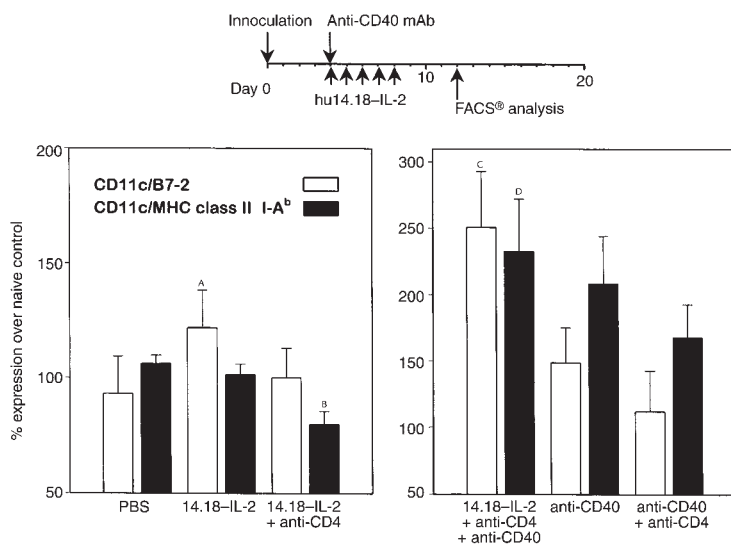 Innoculation Anti-CD40 mAb
Day 0 10 20
hu14.18–IL-2
FACS® analysis
% expression over naive control
200
150
100
50
CD11c/B7-2
CD11c/MHC class II I-Aᵇ
A
B
PBS 14.18–IL-2 14.18–IL-2
+ anti-CD4
300
250
200
150
100
50
C
D
14.18–IL-2 anti-CD40 anti-CD40
+ anti-CD4 + anti-CD4
+ anti-CD40